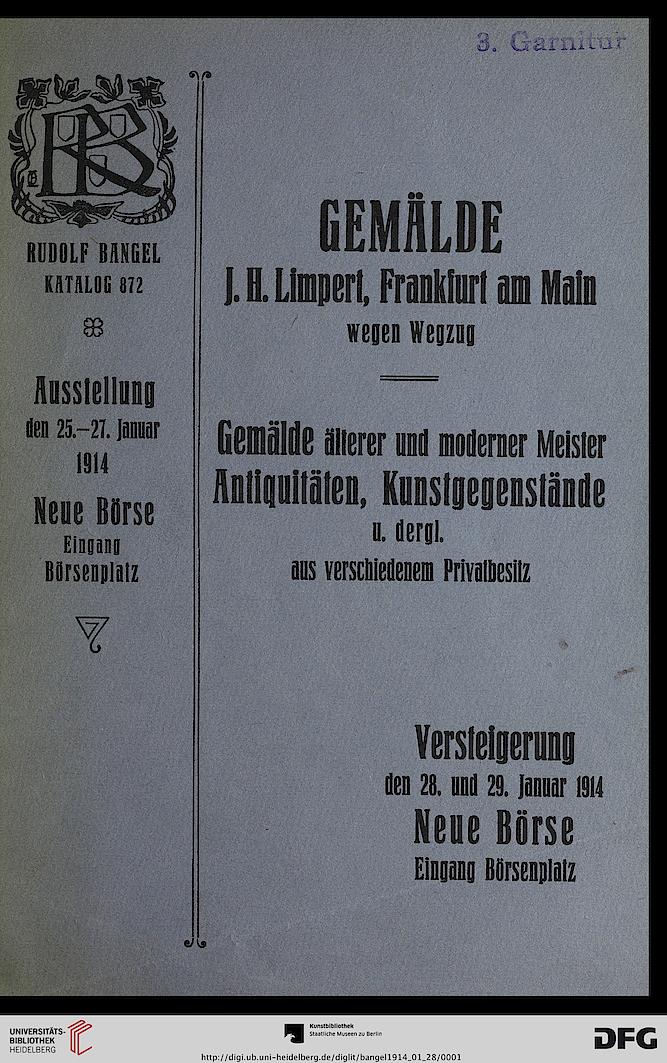 3. Garnitur
RUDOLF BANGEL
KATALOG 872
Ausstellung
den 25.—27. Januar
1914
Neue Börse
Eingang
Börsenplatz
GEMÄLDE
J. H. Limpert, Frankfurt am Main
wegen Wegzug
Gemälde älterer und moderner Meister
Antiquitäten, Kunstgegenstände
u. dergl.
aus verschiedenem Privatbesitz
Versteigerung
den 28. und 29. Januar 1914
Neue Börse
Eingang Börsenplatz
UNIVERSITÄTS-
BIBLIOTHEK
HEIDELBERG
Kunstbibliothek
Staatliche Museen zu Berlin
http://digi.ub.uni-heidelberg.de/diglit/bangel1914_01_28/0001
DFG